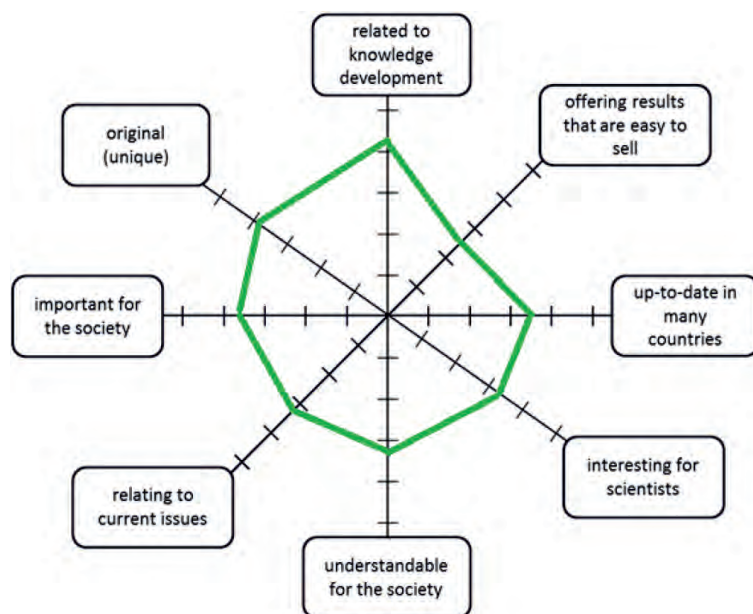 related to
knowledge
development
offering results
that are easy to
sell
original
(unique)
important for
the society
up-to-date in
many
countries
interesting for
scientists
relating to
current issues
understandable
for the society